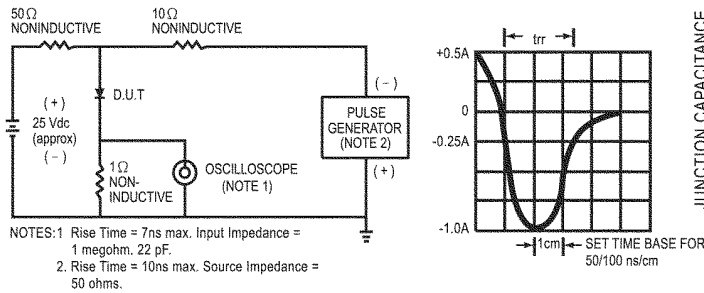 50Ω
NONINDUCTIVE
10Ω
NONINDUCTIVE
D.U.T
(+)
25 Vdc
(approx)
(-)
1Ω
NON-
INDUCTIVE
OSCILLOSCOPE
(NOTE 1)
(-)
PULSE
GENERATOR
(NOTE 2)
(+)
NOTES:1 Rise Time = 7ns max. Input Impedance =
1 megohm. 22 pF.
2. Rise Time = 10ns max. Source Impedance =
50 ohms.
trr
+0.5A
0
-0.25A
-1.0A
1cm
SET TIME BASE FOR
50/100 ns/cm
JUNCTION CAPACITANCE